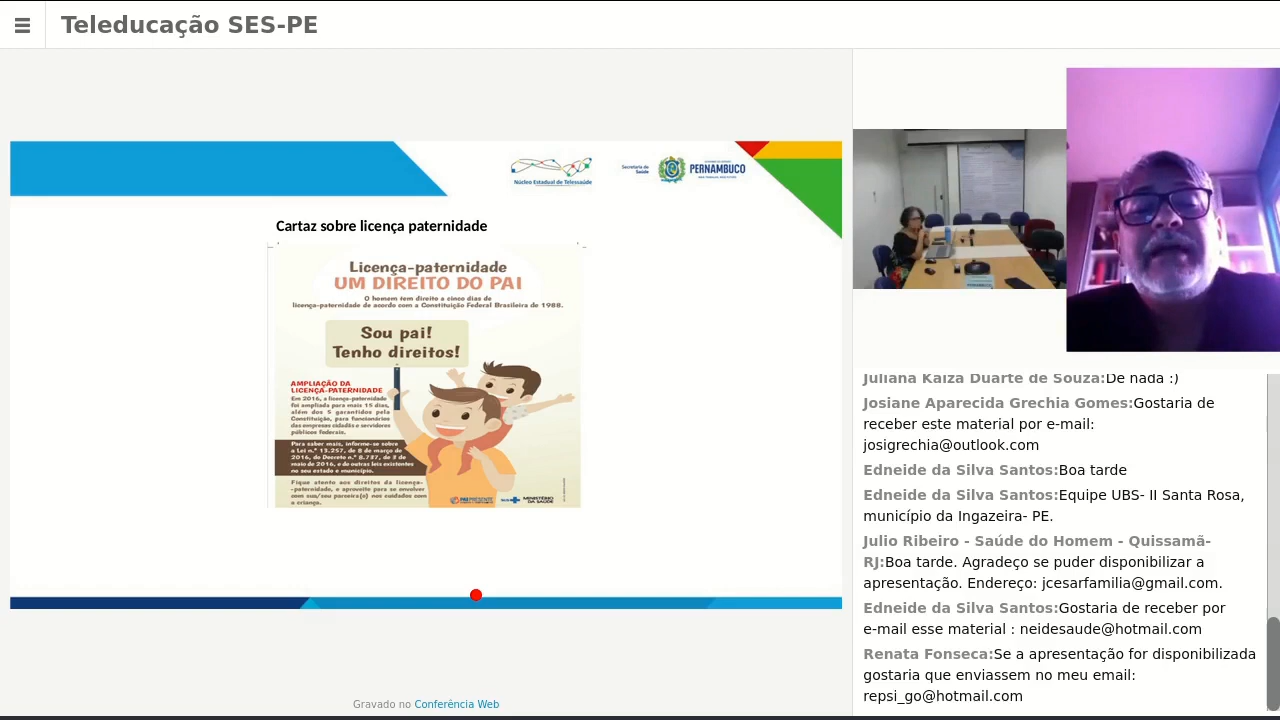 Teleducação SES-PE
Núcleo Estadual de Telessaúde
Secretaria de
Saúde
PERNAMBUCO
Cartaz sobre licença paternidade
Licença-paternidade
UM DIREITO DO PAI
O homem tem direito a cinco dias de
licença-paternidade de acordo com a Constituição Federal Brasileira de 1988.
Sou pai!
Tenho direitos!
AMPLIAÇÃO DA
LICENÇA-PATERNIDADE
Em 2016, a licença-paternidade
foi ampliada para mais 15 dias,
além dos 5 garantidos pela
Constituição, para funcionários
das empresas cidadãs e servidores
públicos federais.
Para saber mais, informe-se sobre
a Lei n.º 13.257, de 8 de março de
2016, do Decreto n.º 8.737, de 3 de
maio de 2016, e de outras leis existentes
no seu estado e município.
Fique atento aos direitos da licença-
-paternidade, e aproveite para se envolver
com sua/seu parceira(o) nos cuidados com
a criança.
PAI PRESENTE
SUS
MINISTÉRIO DA SAÚDE
Juliana Kaiza Duarte de Souza:De nada :)
Josiane Aparecida Grechia Gomes:Gostaria de
receber este material por e-mail:
josigrechia@outlook.com
Edneide da Silva Santos:Boa tarde
Edneide da Silva Santos:Equipe UBS- II Santa Rosa,
município da Ingazeira- PE.
Julio Ribeiro - Saúde do Homem - Quissamã-
RJ:Boa tarde. Agradeço se puder disponibilizar a
apresentação. Endereço: jcesarfamilia@gmail.com.
Edneide da Silva Santos:Gostaria de receber por
e-mail esse material : neidesaude@hotmail.com
Renata Fonseca:Se a apresentação for disponibilizada
gostaria que enviassem no meu email:
repsi_go@hotmail.com
Gravado no Conferência Web